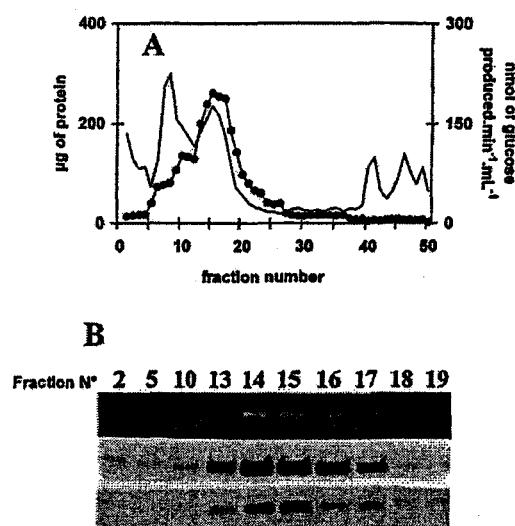 A
400
200
0
300
150
0
µg of protein
nmol of glucose
produced.min⁻¹.mL⁻¹
0 10 20 30 40 50
fraction number
B
Fraction N° 2 5 10 13 14 15 16 17 18 19